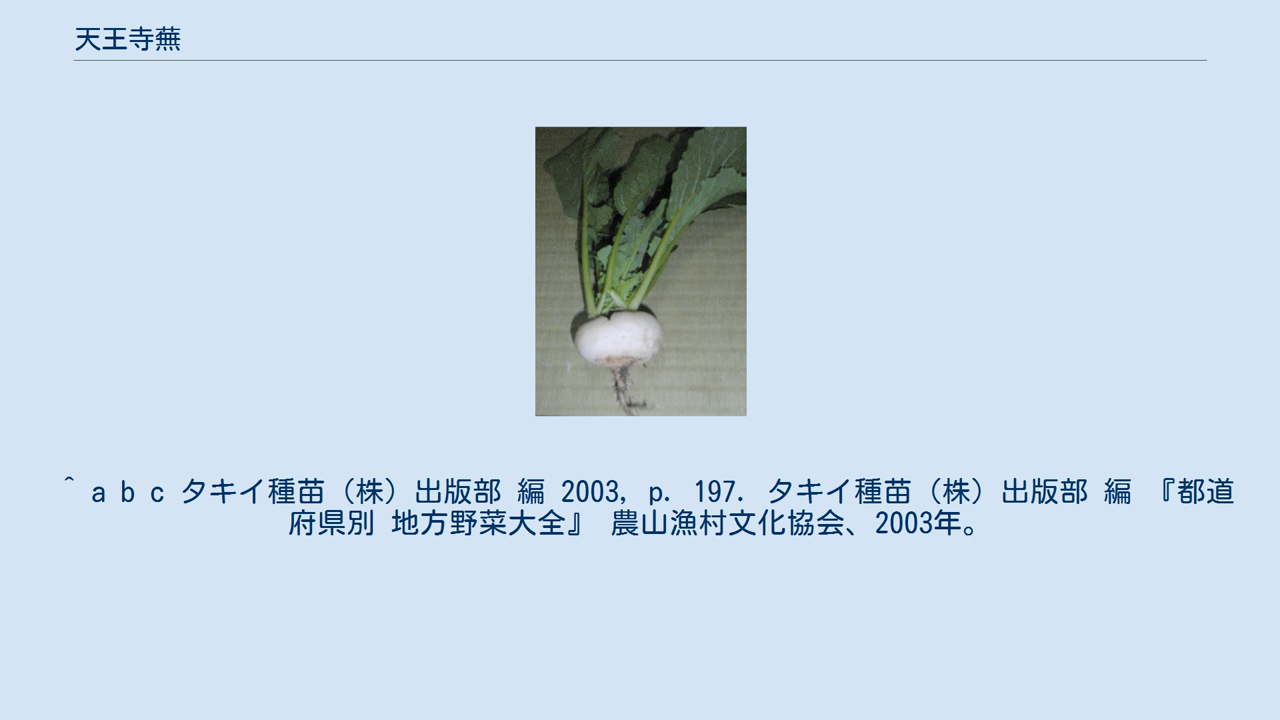 天王寺蕪
^ a b c タキイ種苗（株）出版部 編 2003, p. 197. タキイ種苗（株）出版部 編 『都道
府県別 地方野菜大全』 農山漁村文化協会、2003年。